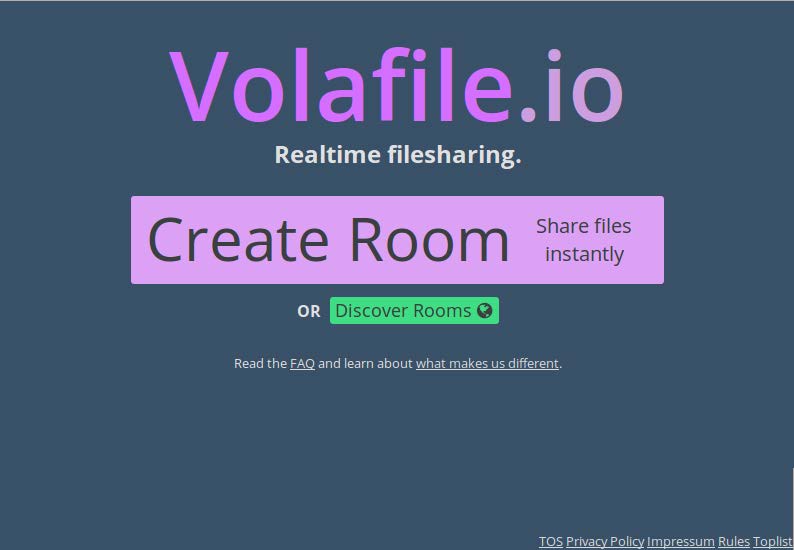 Volafile.io
Realtime filesharing.
Create Room
Share files
instantly
OR Discover Rooms
Read the FAQ and learn about what makes us different.
TOS Privacy Policy Impressum Rules Toplist